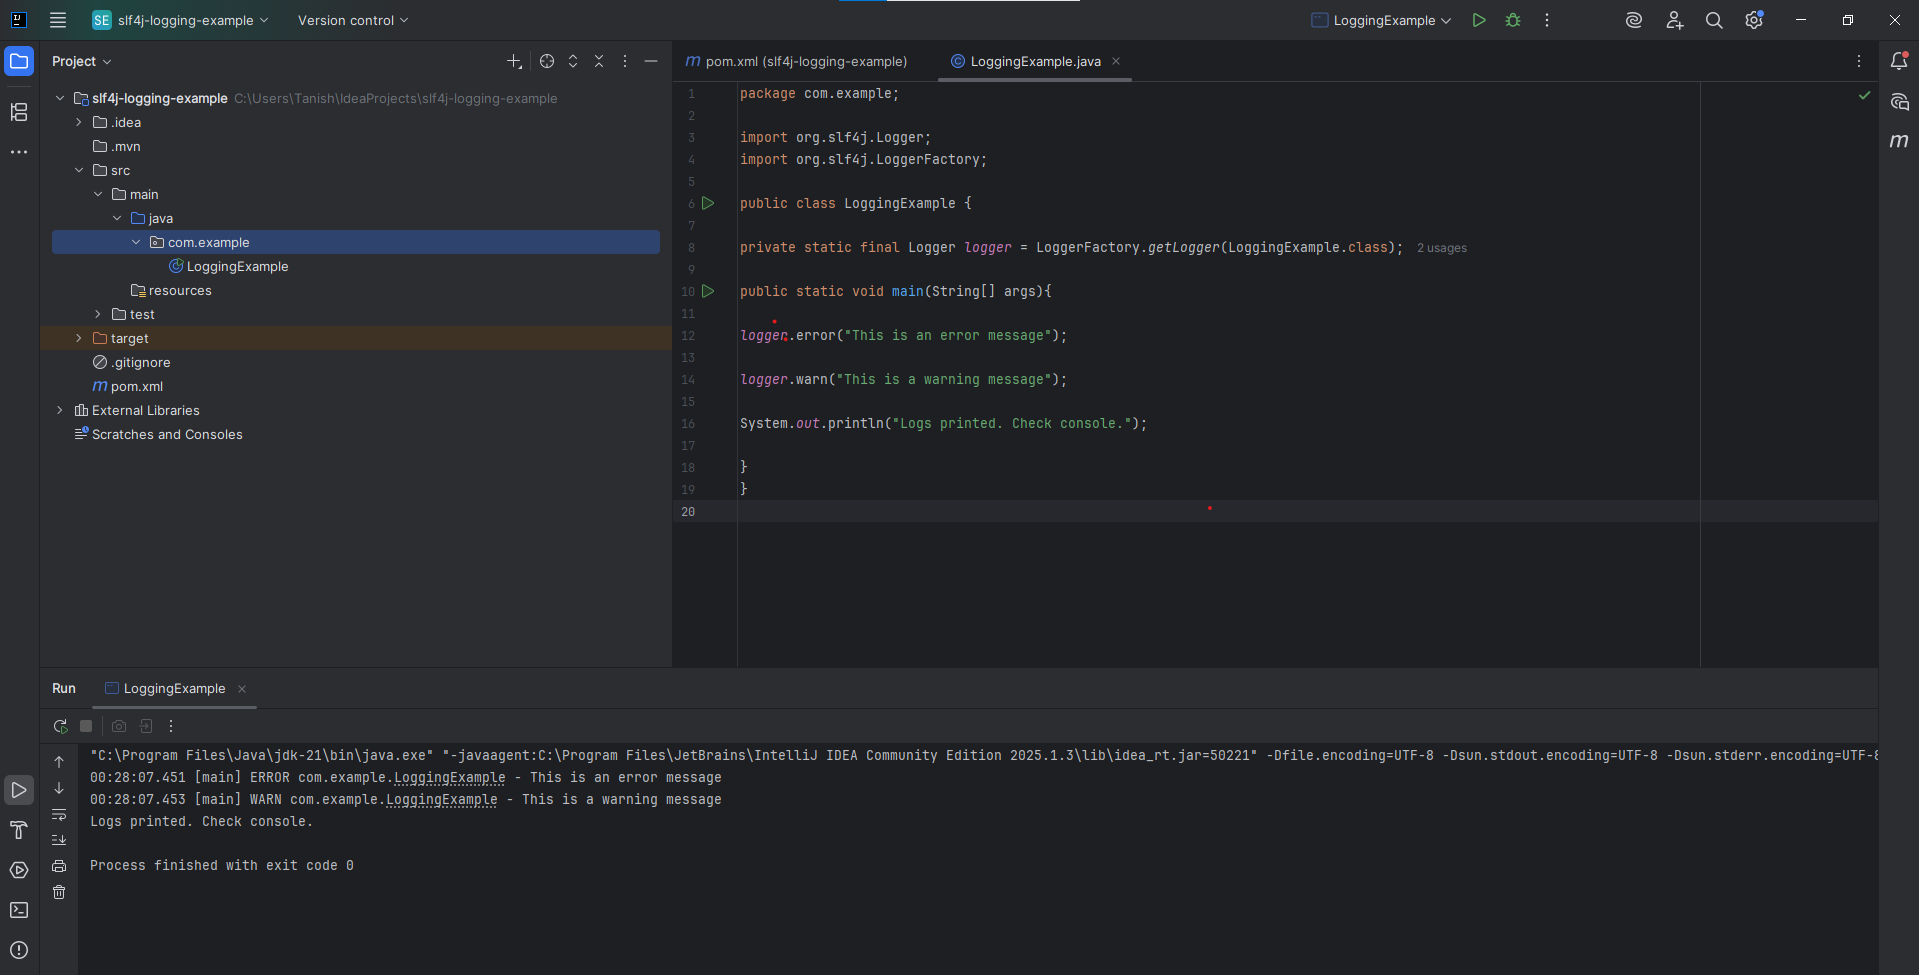 SE slf4j-logging-example Version control LoggingExample
Project
pom.xml (slf4j-logging-example) LoggingExample.java
slf4j-logging-example C:\Users\Tanish\IdeaProjects\slf4j-logging-example
.idea
.mvn
src
main
java
com.example
LoggingExample
resources
test
target
.gitignore
m pom.xml
External Libraries
Scratches and Consoles
1 package com.example;
2
3 import org.slf4j.Logger;
4 import org.slf4j.LoggerFactory;
5
6 public class LoggingExample {
7
8 private static final Logger logger = LoggerFactory.getLogger(LoggingExample.class); 2 usages
9
10 public static void main(String[] args){
11
12 logger.error("This is an error message");
13
14 logger.warn("This is a warning message");
15
16 System.out.println("Logs printed. Check console.");
17
18 }
19 }
20
Run LoggingExample
"C:\Program Files\Java\jdk-21\bin\java.exe" "-javaagent:C:\Program Files\JetBrains\IntelliJ IDEA Community Edition 2025.1.3\lib\idea_rt.jar=50221" -Dfile.encoding=UTF-8 -Dsun.stdout.encoding=UTF-8 -Dsun.stderr.encoding=UTF-8
00:28:07.451 [main] ERROR com.example.LoggingExample - This is an error message
00:28:07.453 [main] WARN com.example.LoggingExample - This is a warning message
Logs printed. Check console.
Process finished with exit code 0